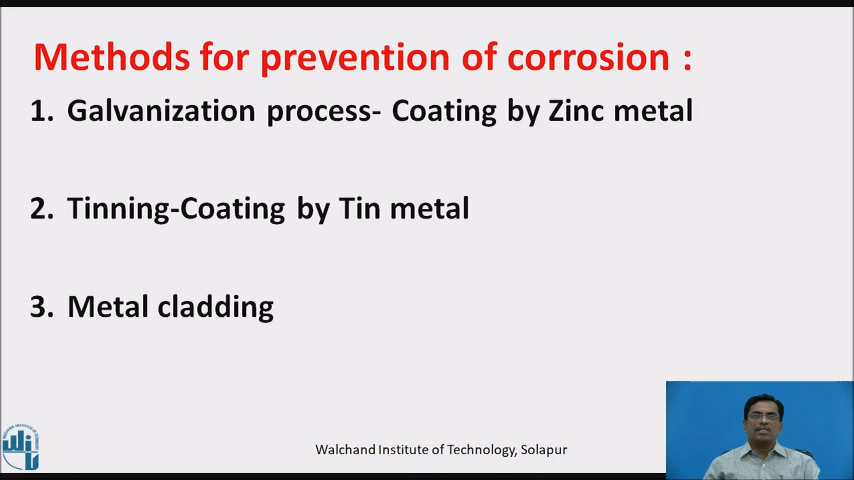 Methods for prevention of corrosion :
1. Galvanization process- Coating by Zinc metal
2. Tinning-Coating by Tin metal
3. Metal cladding
Walchand Institute of Technology, Solapur